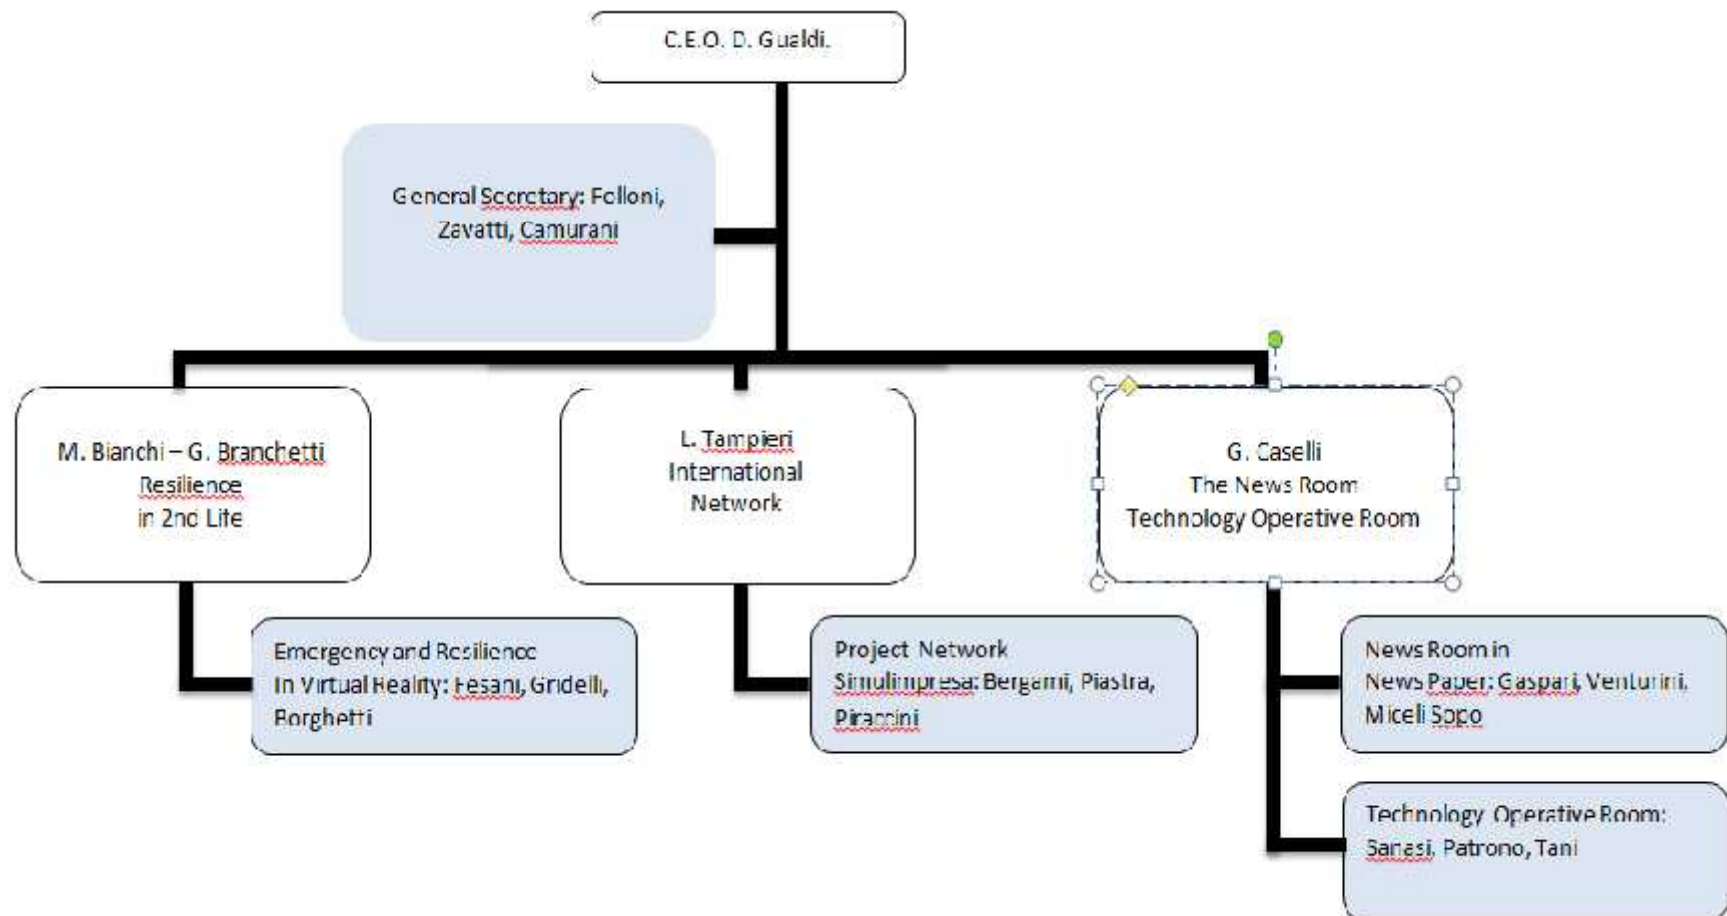 C.E.O. D. Gualdi.
General Secretary: Folloni,
Zavatti, Camurani
M. Bianchi – G. Branchetti
Resilience
in 2nd Life
L. Tampieri
International
Network
G. Caselli
The News Room
Technology Operative Room
Emergency and Resilience
In Virtual Reality: Fesani, Gridelli,
Borghetti
Project Network
Simulimpresa: Bergami, Piastra,
Piraccini
News Room in
News Paper: Gaspari, Venturini,
Miceli Sopo
Technology Operative Room:
Sanasi, Patrono, Tani